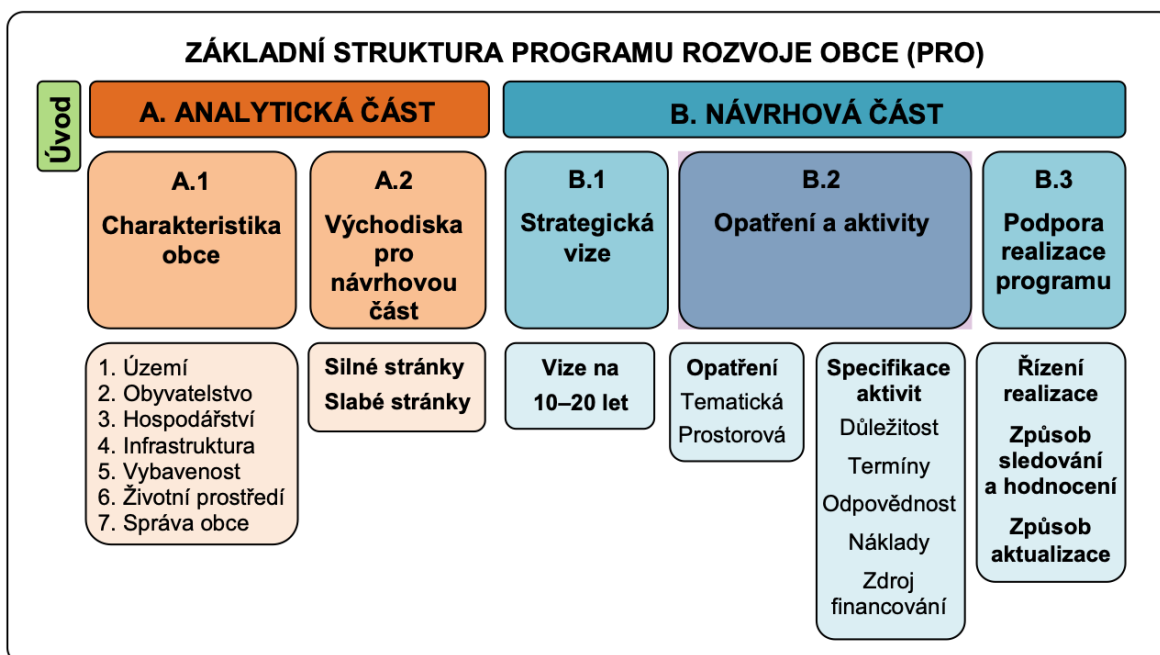 ZÁKLADNÍ STRUKTURA PROGRAMU ROZVOJE OBCE (PRO)
Úvod
A. ANALYTICKÁ ČÁST
B. NÁVRHOVÁ ČÁST
A.1
Charakteristika
obce
A.2
Východiska
pro
návrhovou
část
B.1
Strategická
vize
B.2
Opatření a aktivity
B.3
Podpora
realizace
programu
1. Území
2. Obyvatelstvo
3. Hospodářství
4. Infrastruktura
5. Vybavenost
6. Životní prostředí
7. Správa obce
Silné stránky
Slabé stránky
Vize na
10–20 let
Opatření
Tematická
Prostorová
Specifikace
aktivit
Důležitost
Termíny
Odpovědnost
Náklady
Zdroj
financování
Řízení
realizace
Způsob
sledování
a hodnocení
Způsob
aktualizace